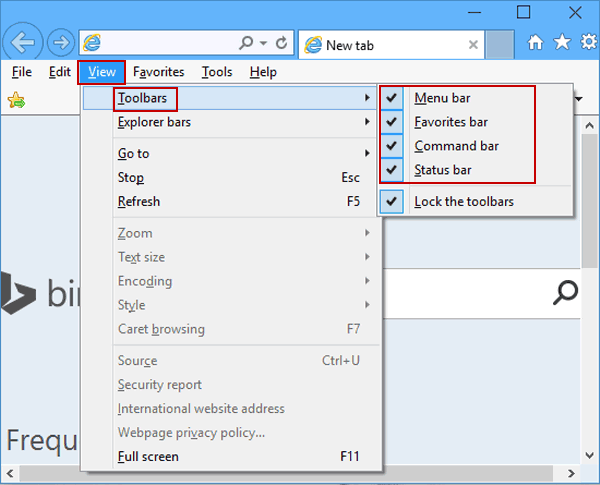 New tab
File Edit View Favorites Tools Help
Toolbars
Explorer bars
Go to
Stop Esc
Refresh F5
Zoom
Text size
Encoding
Style
Caret browsing F7
Source Ctrl+U
Security report
International website address
Webpage privacy policy...
Full screen F11
Menu bar
Favorites bar
Command bar
Status bar
Lock the toolbars
bin
Frequ